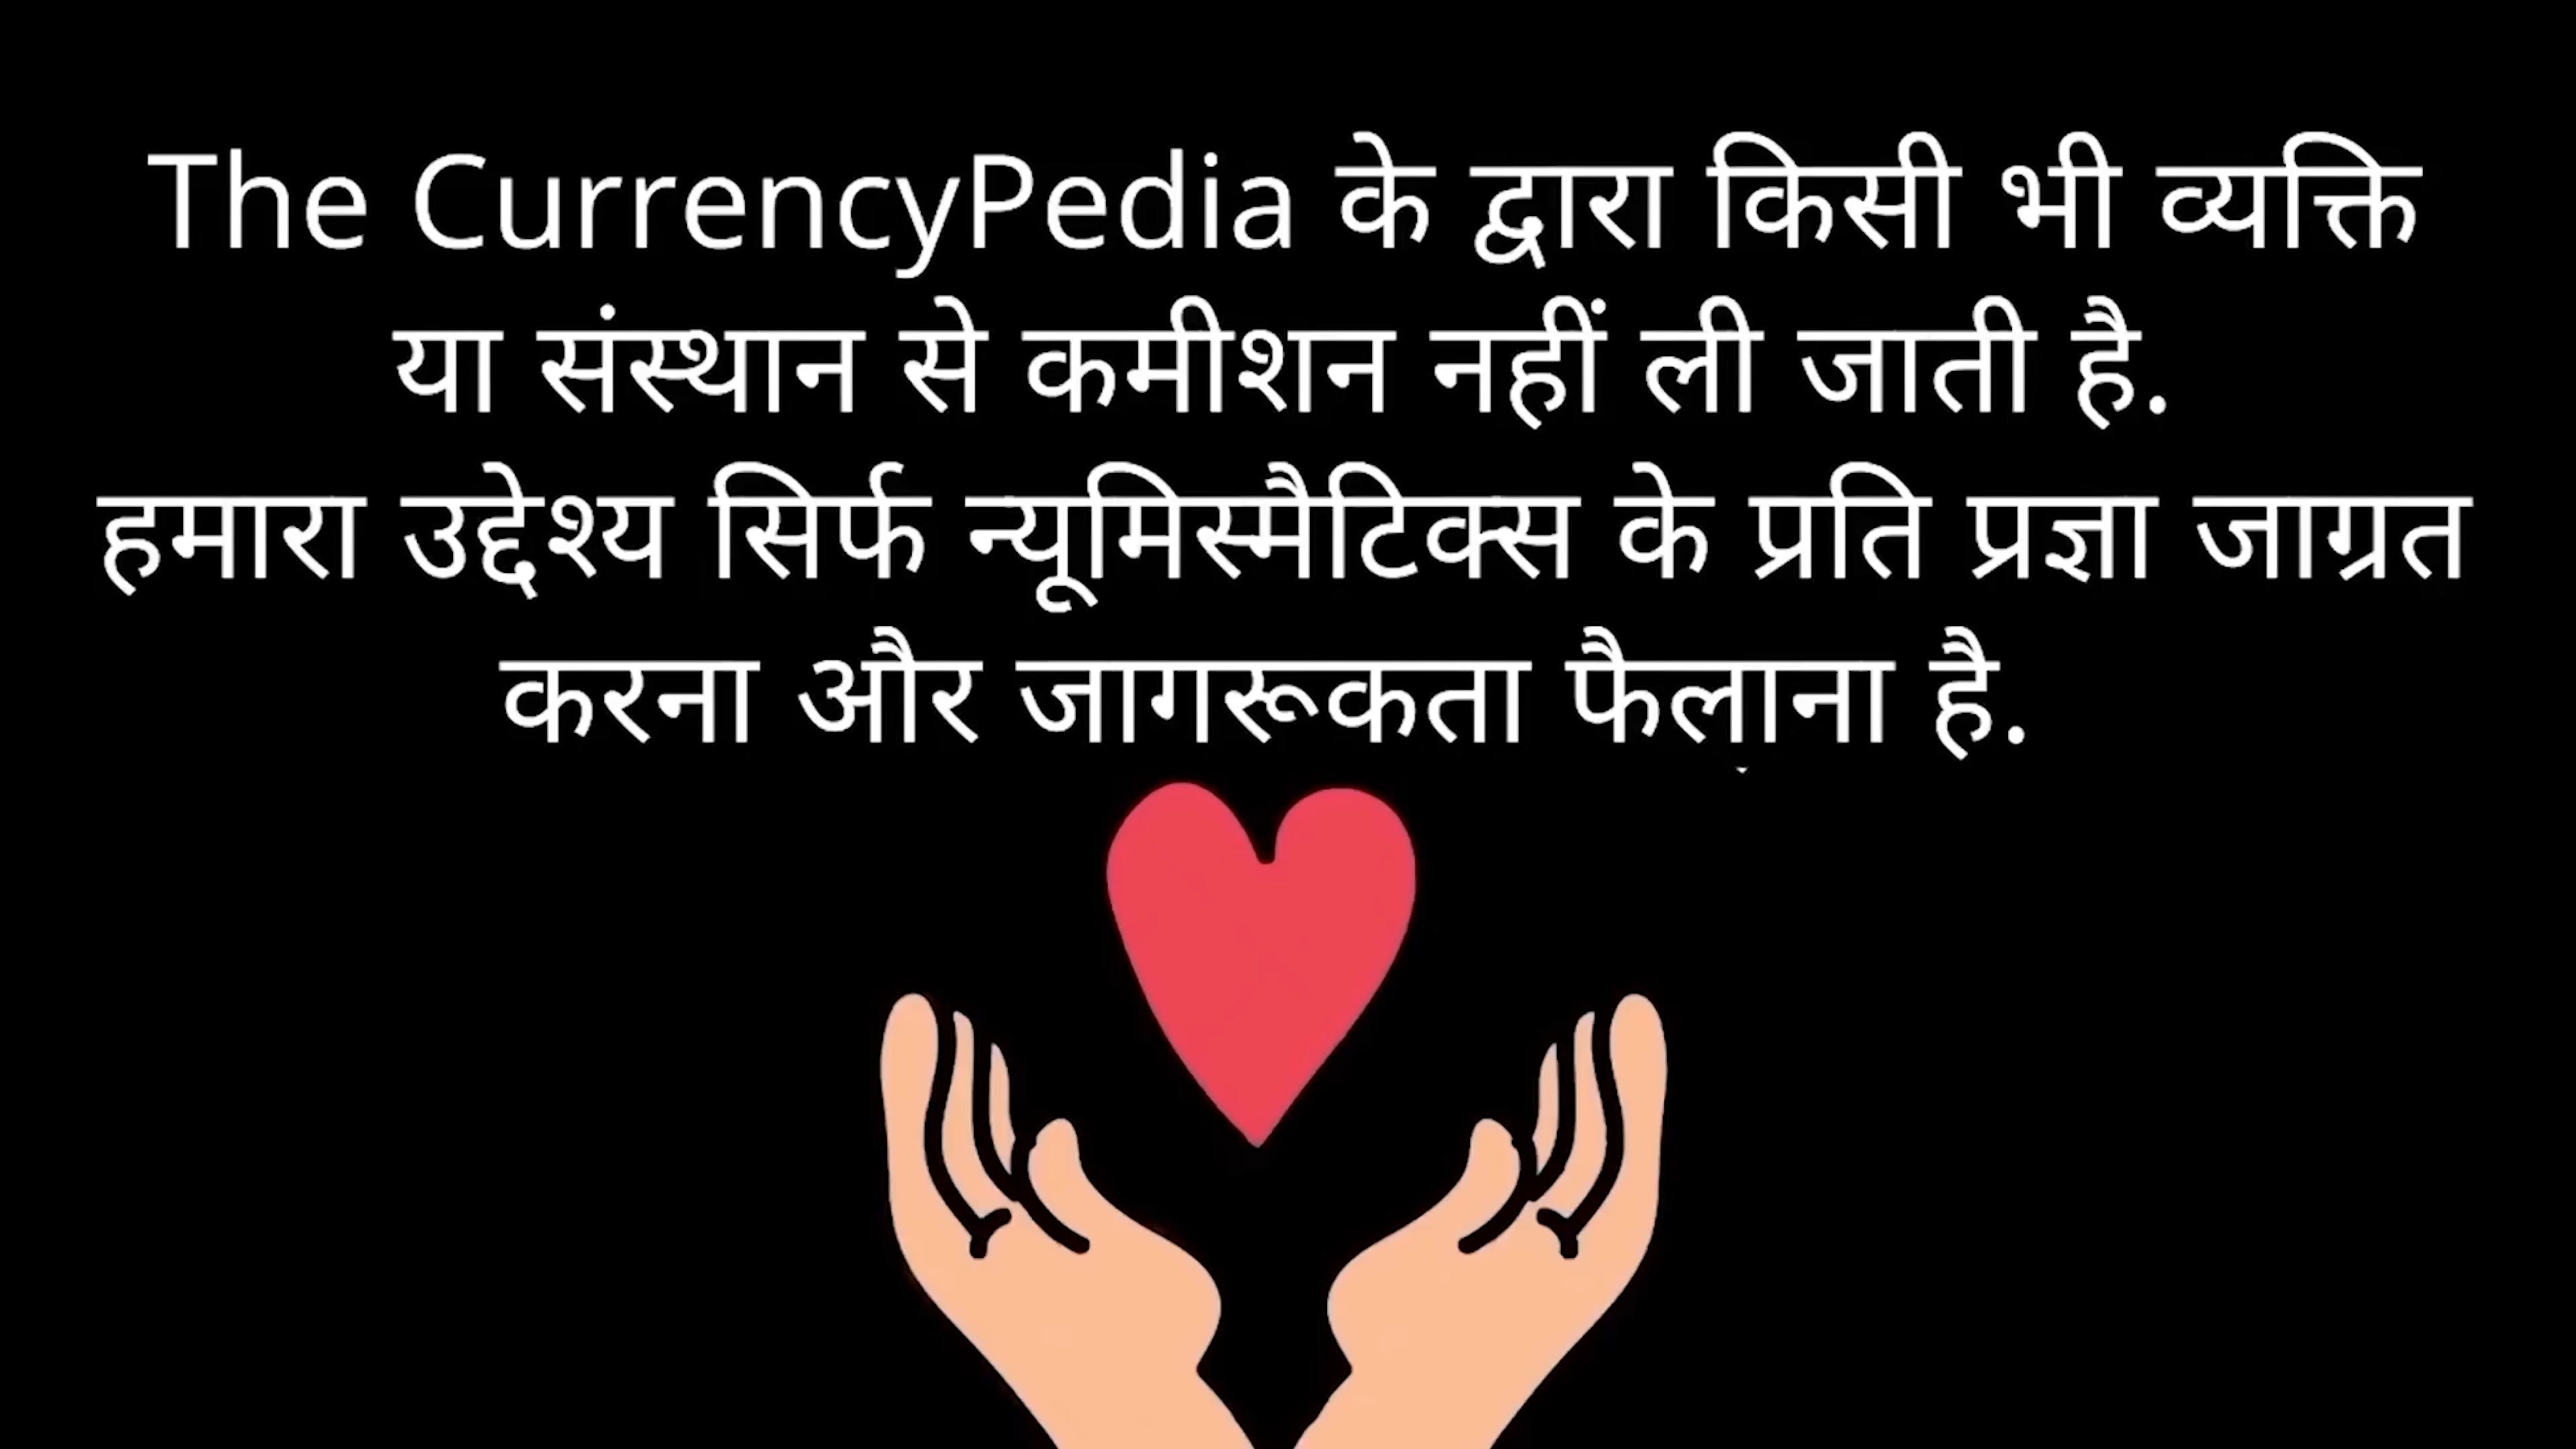 The CurrencyPedia के द्वारा किसी भी व्यक्ति
या संस्थान से कमीशन नहीं ली जाती है.
हमारा उद्देश्य सिर्फ न्यूमिस्मैटिक्स के प्रति प्रज्ञा जाग्रत
करना और जागरूकता फैलाना है.